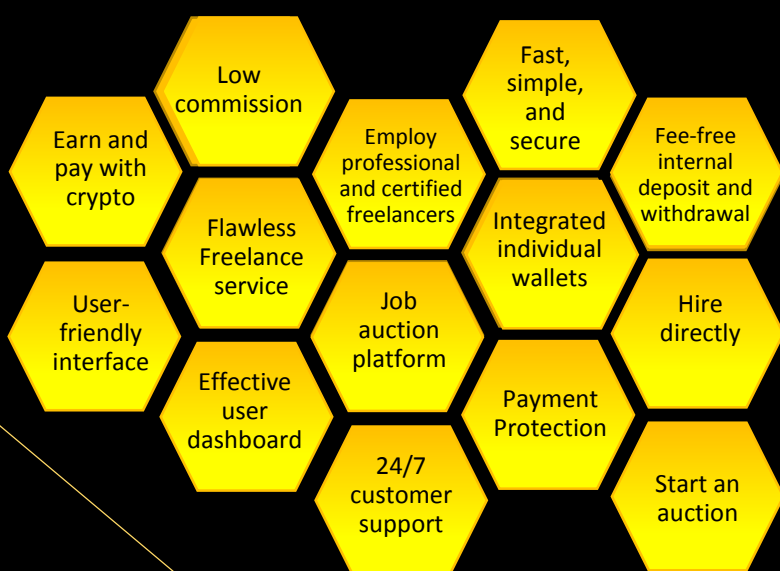 Low
commission
Fast,
simple,
and
secure
Earn and
pay with
crypto
Employ
professional
and certified
freelancers
Fee-free
internal
deposit and
withdrawal
Flawless
Freelance
service
Integrated
individual
wallets
User-
friendly
interface
Job
auction
platform
Hire
directly
Effective
user
dashboard
Payment
Protection
24/7
customer
support
Start an
auction